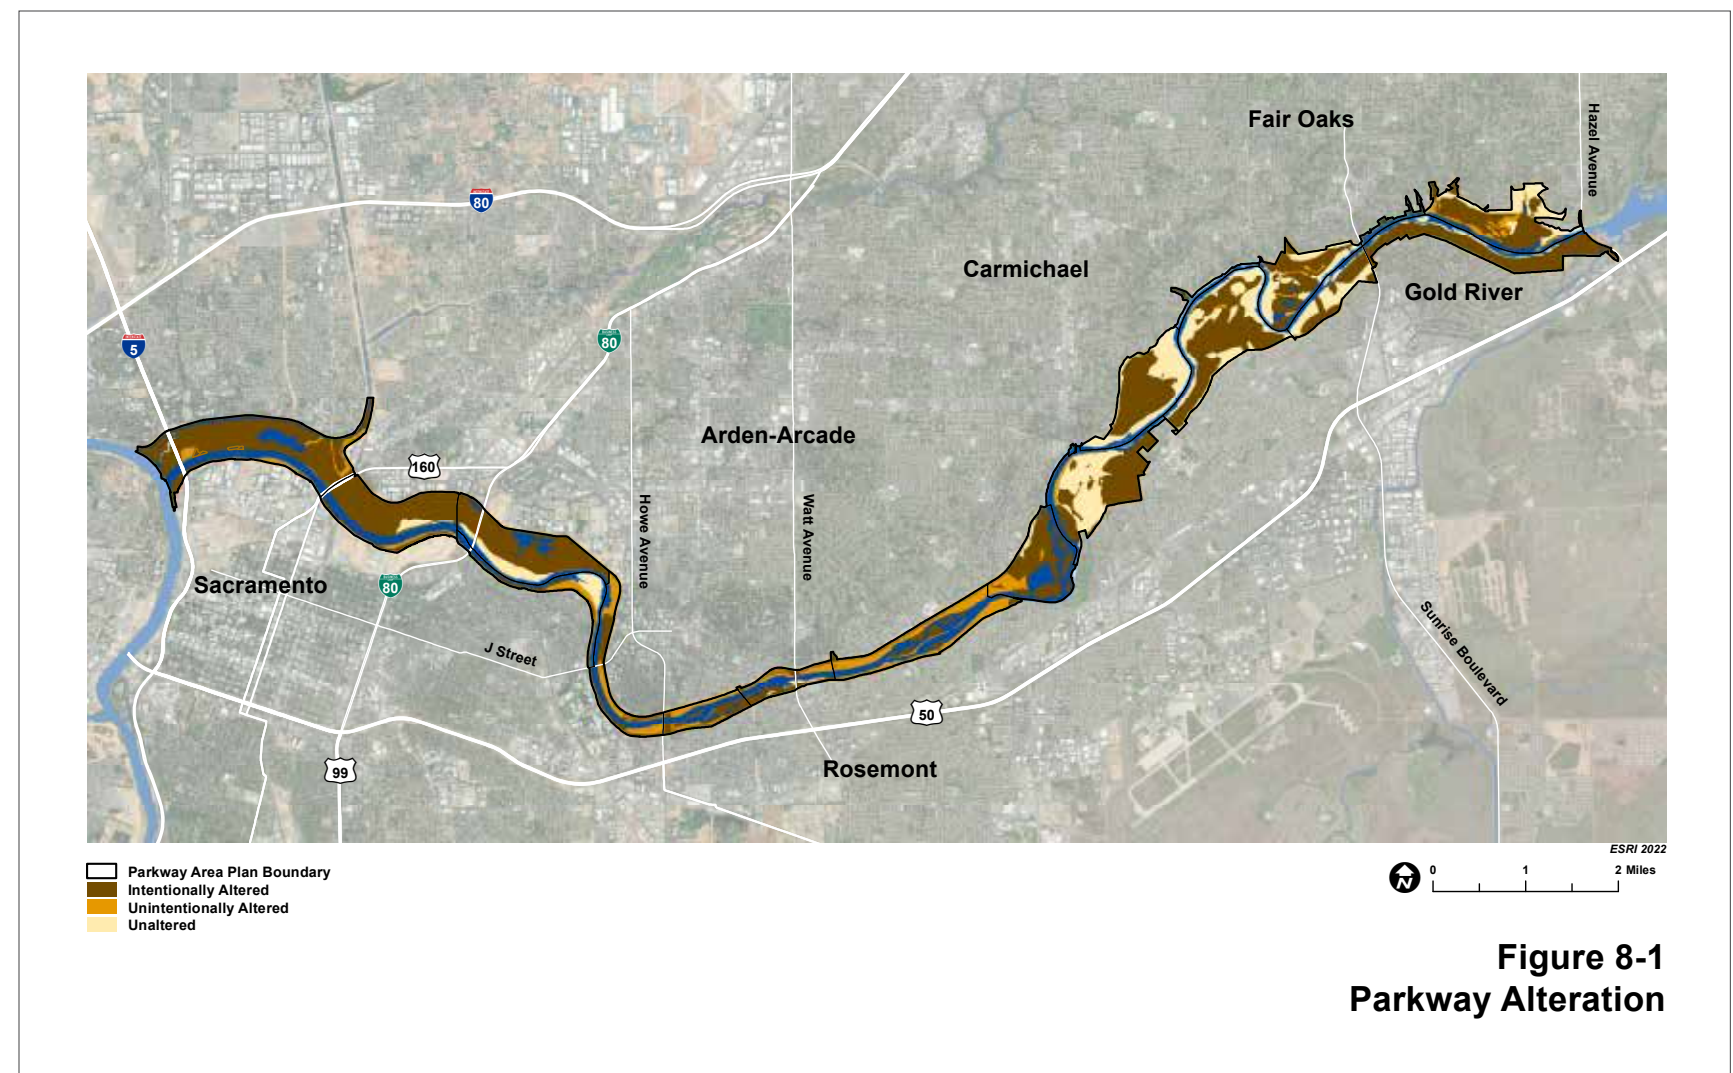 Fair Oaks
Hazel Avenue
80
Carmichael
Gold River
5
80
Arden-Arcade
160
Howe Avenue
Watt Avenue
Sacramento
80
J Street
Sunrise Boulevard
50
99
Rosemont
ESRI 2022
Parkway Area Plan Boundary
Intentionally Altered
Unintentionally Altered
Unaltered
N
0 1 2 Miles
Figure 8-1
Parkway Alteration